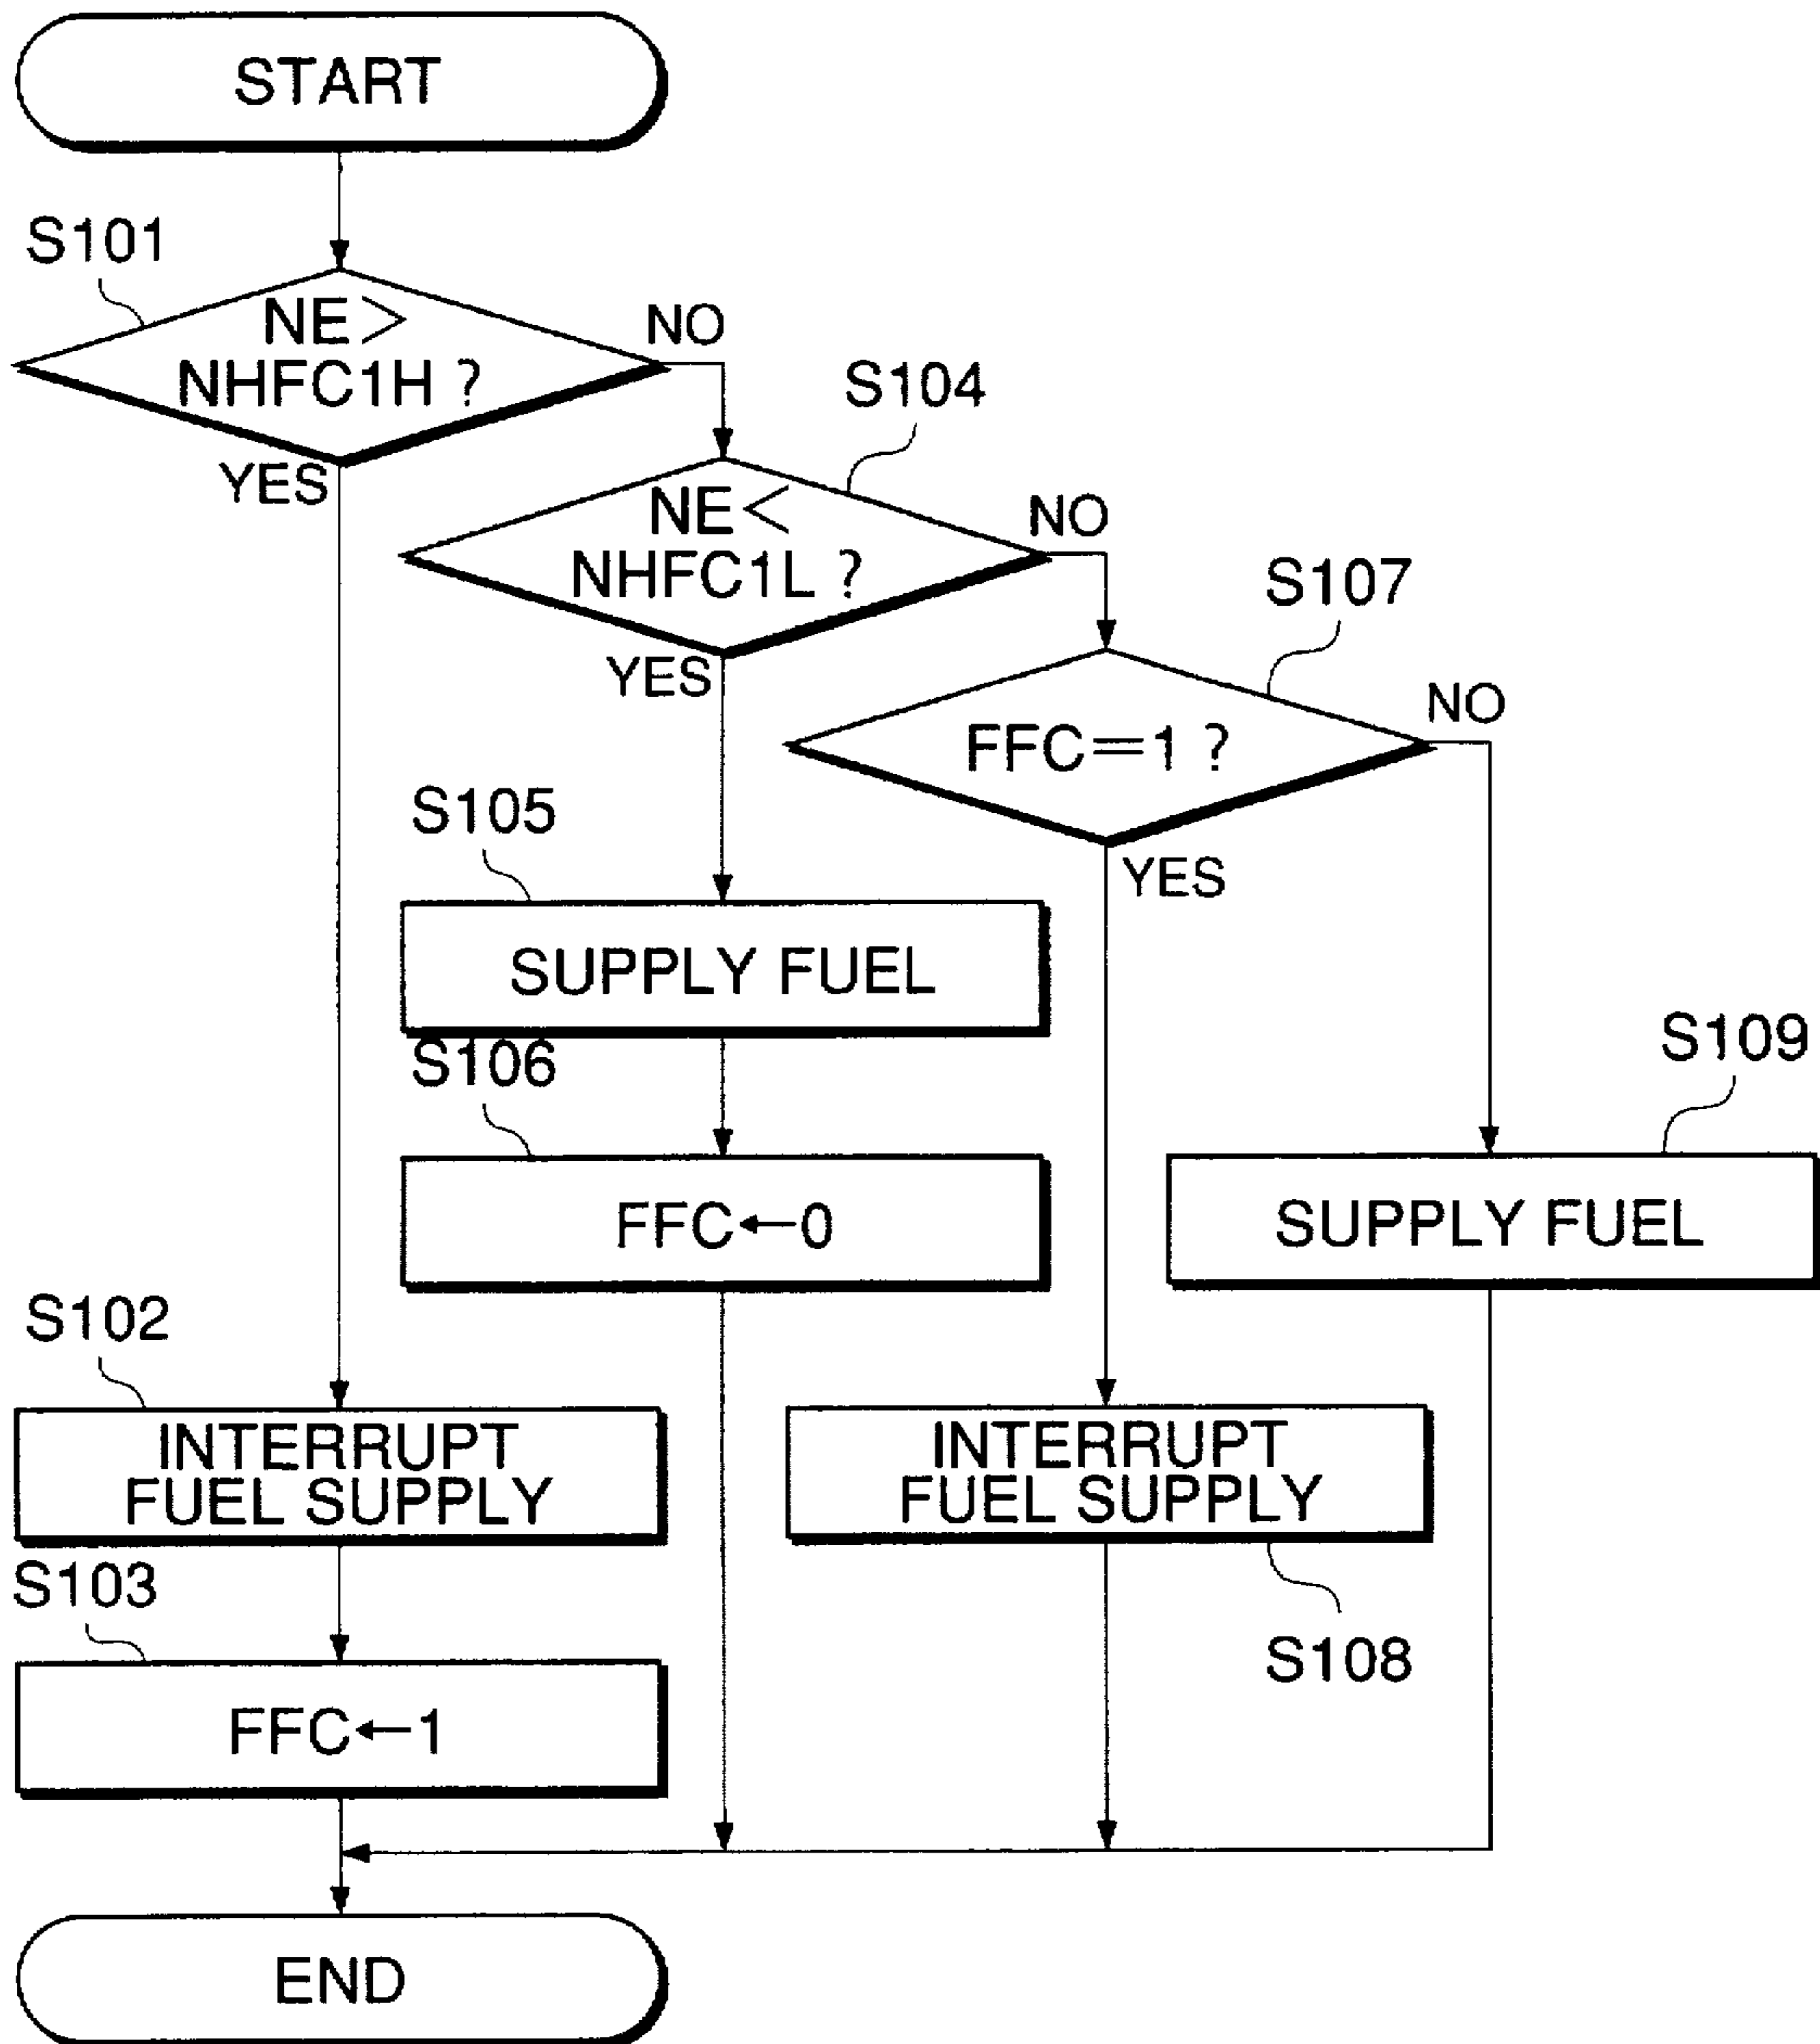 START
S101
NE>
NHFC1H ?
NO
YES
S104
NE<
NHFC1L ?
NO
YES
S107
FFC=1 ?
NO
YES
S105
SUPPLY FUEL
S106
FFC←0
S109
SUPPLY FUEL
S102
INTERRUPT
FUEL SUPPLY
INTERRUPT
FUEL SUPPLY
S108
S103
FFC←1
END